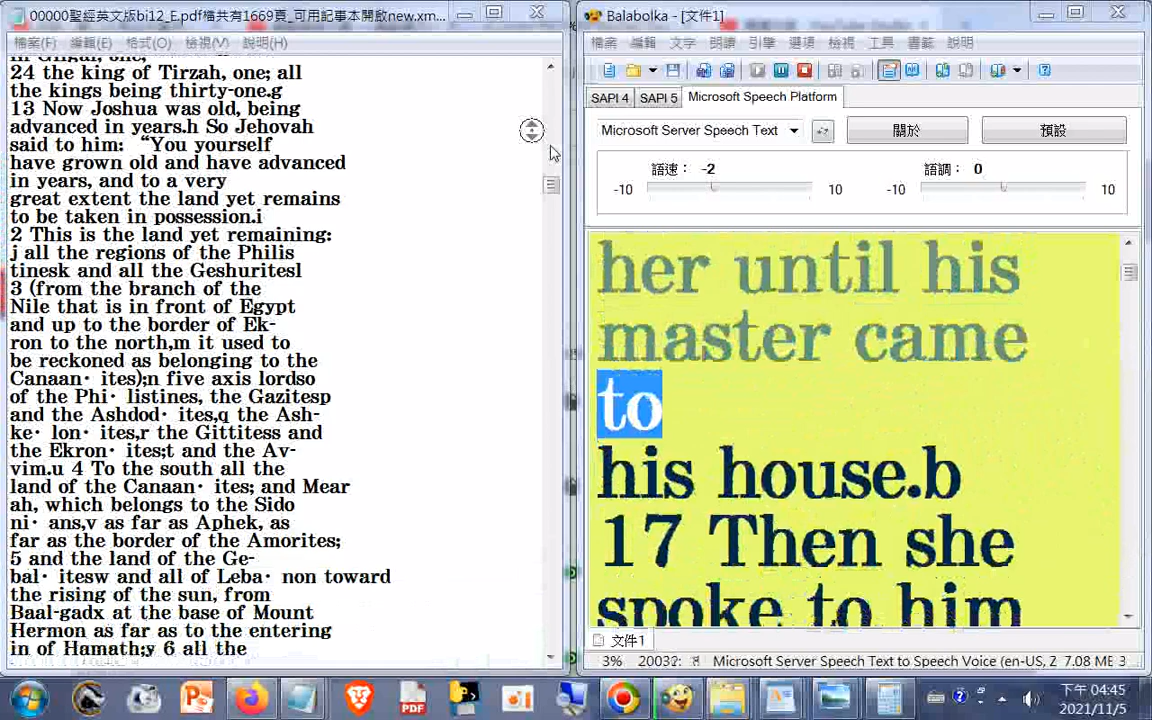 00000聖經英文版bi12_E.pdf檔共有1669頁_可用記事本開啟new.xm...
檔案(F) 編輯(E) 格式(O) 檢視(V) 說明(H)
in Gilgal, one;
24 the king of Tirzah, one; all
the kings being thirty-one.g
13 Now Joshua was old, being
advanced in years.h So Jehovah
said to him: “You yourself
have grown old and have advanced
in years, and to a very
great extent the land yet remains
to be taken in possession.i
2 This is the land yet remaining:
j all the regions of the Philis
tinesk and all the Geshuritesl
3 (from the branch of the
Nile that is in front of Egypt
and up to the border of Ek-
ron to the north,m it used to
be reckoned as belonging to the
Canaan· ites);n five axis lordso
of the Phi· listines, the Gazitesp
and the Ashdod· ites,q the Ash-
ke· lon· ites,r the Gittitess and
the Ekron· ites;t and the Av-
vim.u 4 To the south all the
land of the Canaan· ites; and Mear
ah, which belongs to the Sido
ni· ans,v as far as Aphek, as
far as the border of the Amorites;
5 and the land of the Ge-
bal· itesw and all of Leba· non toward
the rising of the sun, from
Baal-gadx at the base of Mount
Hermon as far as to the entering
in of Hamath;y 6 all the
Balabolka - [文件1]
檔案 編輯 文字 朗讀 引擎 選項 檢視 工具 書籤 說明
SAPI 4 SAPI 5 Microsoft Speech Platform
Microsoft Server Speech Text 關於 預設
語速： -2 語調： 0
-10 10 -10 10
her until his
master came
to
his house.b
17 Then she
spoke to him
文件1
3% Microsoft Server Speech Text to Speech Voice (en-US, 2 7.08 MB 3
PDF
下午 04:45
2021/11/5